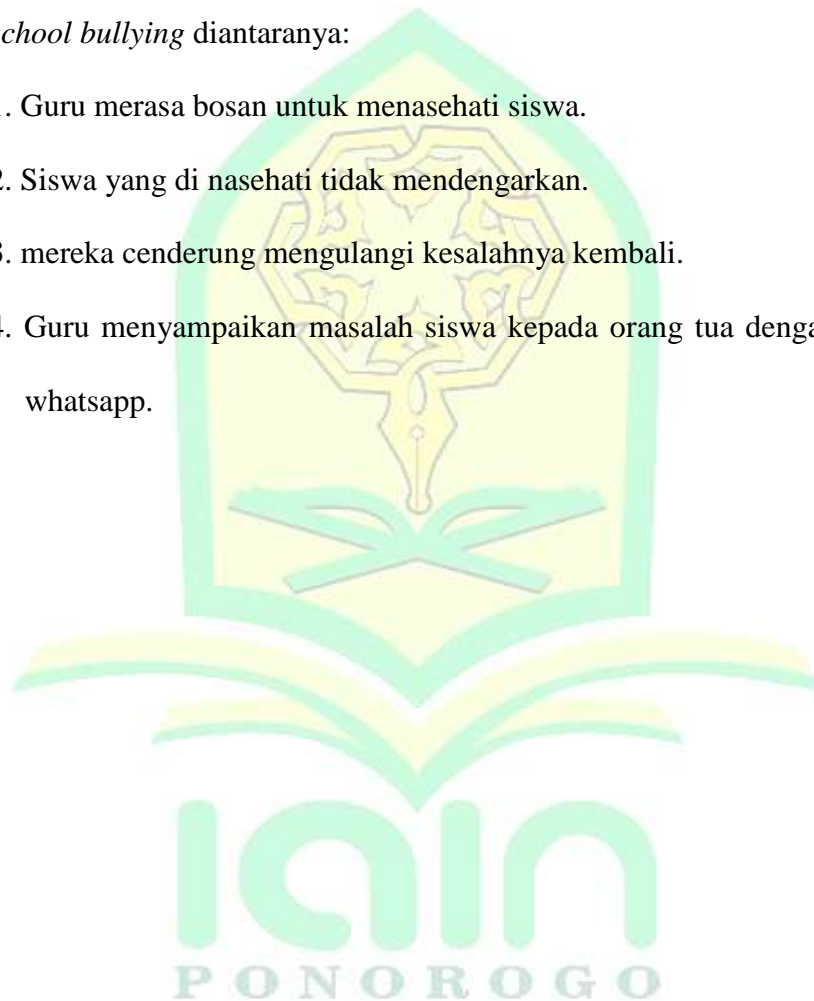 chool bullying diantaranya:
. Guru merasa bosan untuk menasehati siswa.
2. Siswa yang di nasehati tidak mendengarkan.
3. mereka cenderung mengulangi kesalahnya kembali.
4. Guru menyampaikan masalah siswa kepada orang tua denga
whatsapp.
iain
PONOROGO